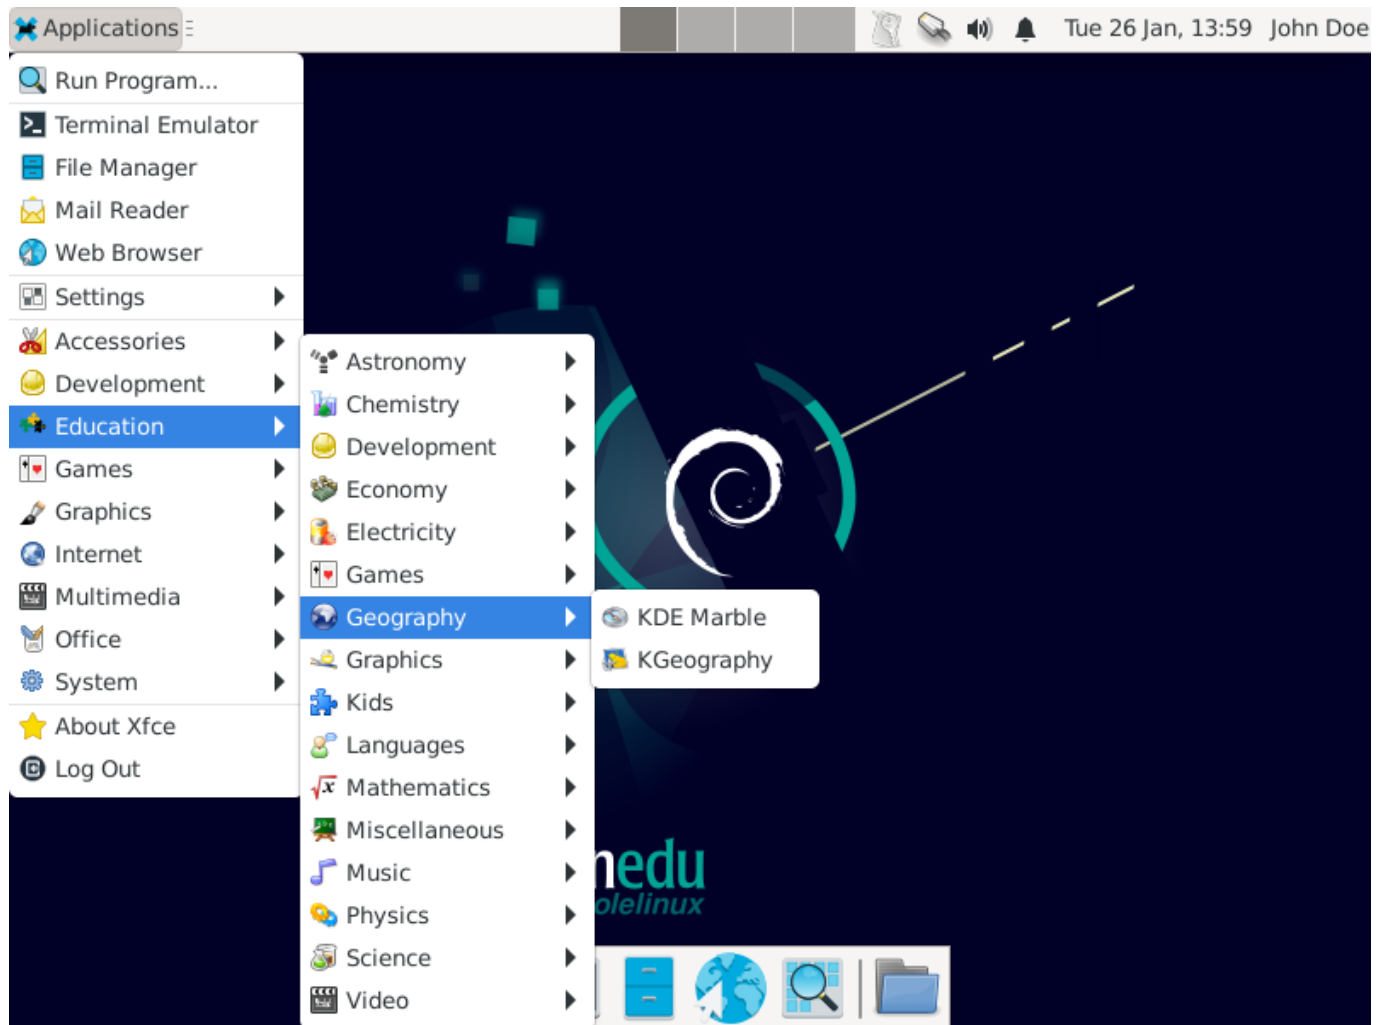 Applications
Tue 26 Jan, 13:59 John Doe
Run Program...
Terminal Emulator
File Manager
Mail Reader
Web Browser
Settings
Accessories
Development
Education
Games
Graphics
Internet
Multimedia
Office
System
About Xfce
Log Out
Astronomy
Chemistry
Development
Economy
Electricity
Games
Geography
Graphics
Kids
Languages
Mathematics
Miscellaneous
Music
Physics
Science
Video
KDE Marble
KGeography
nedu
olelinux